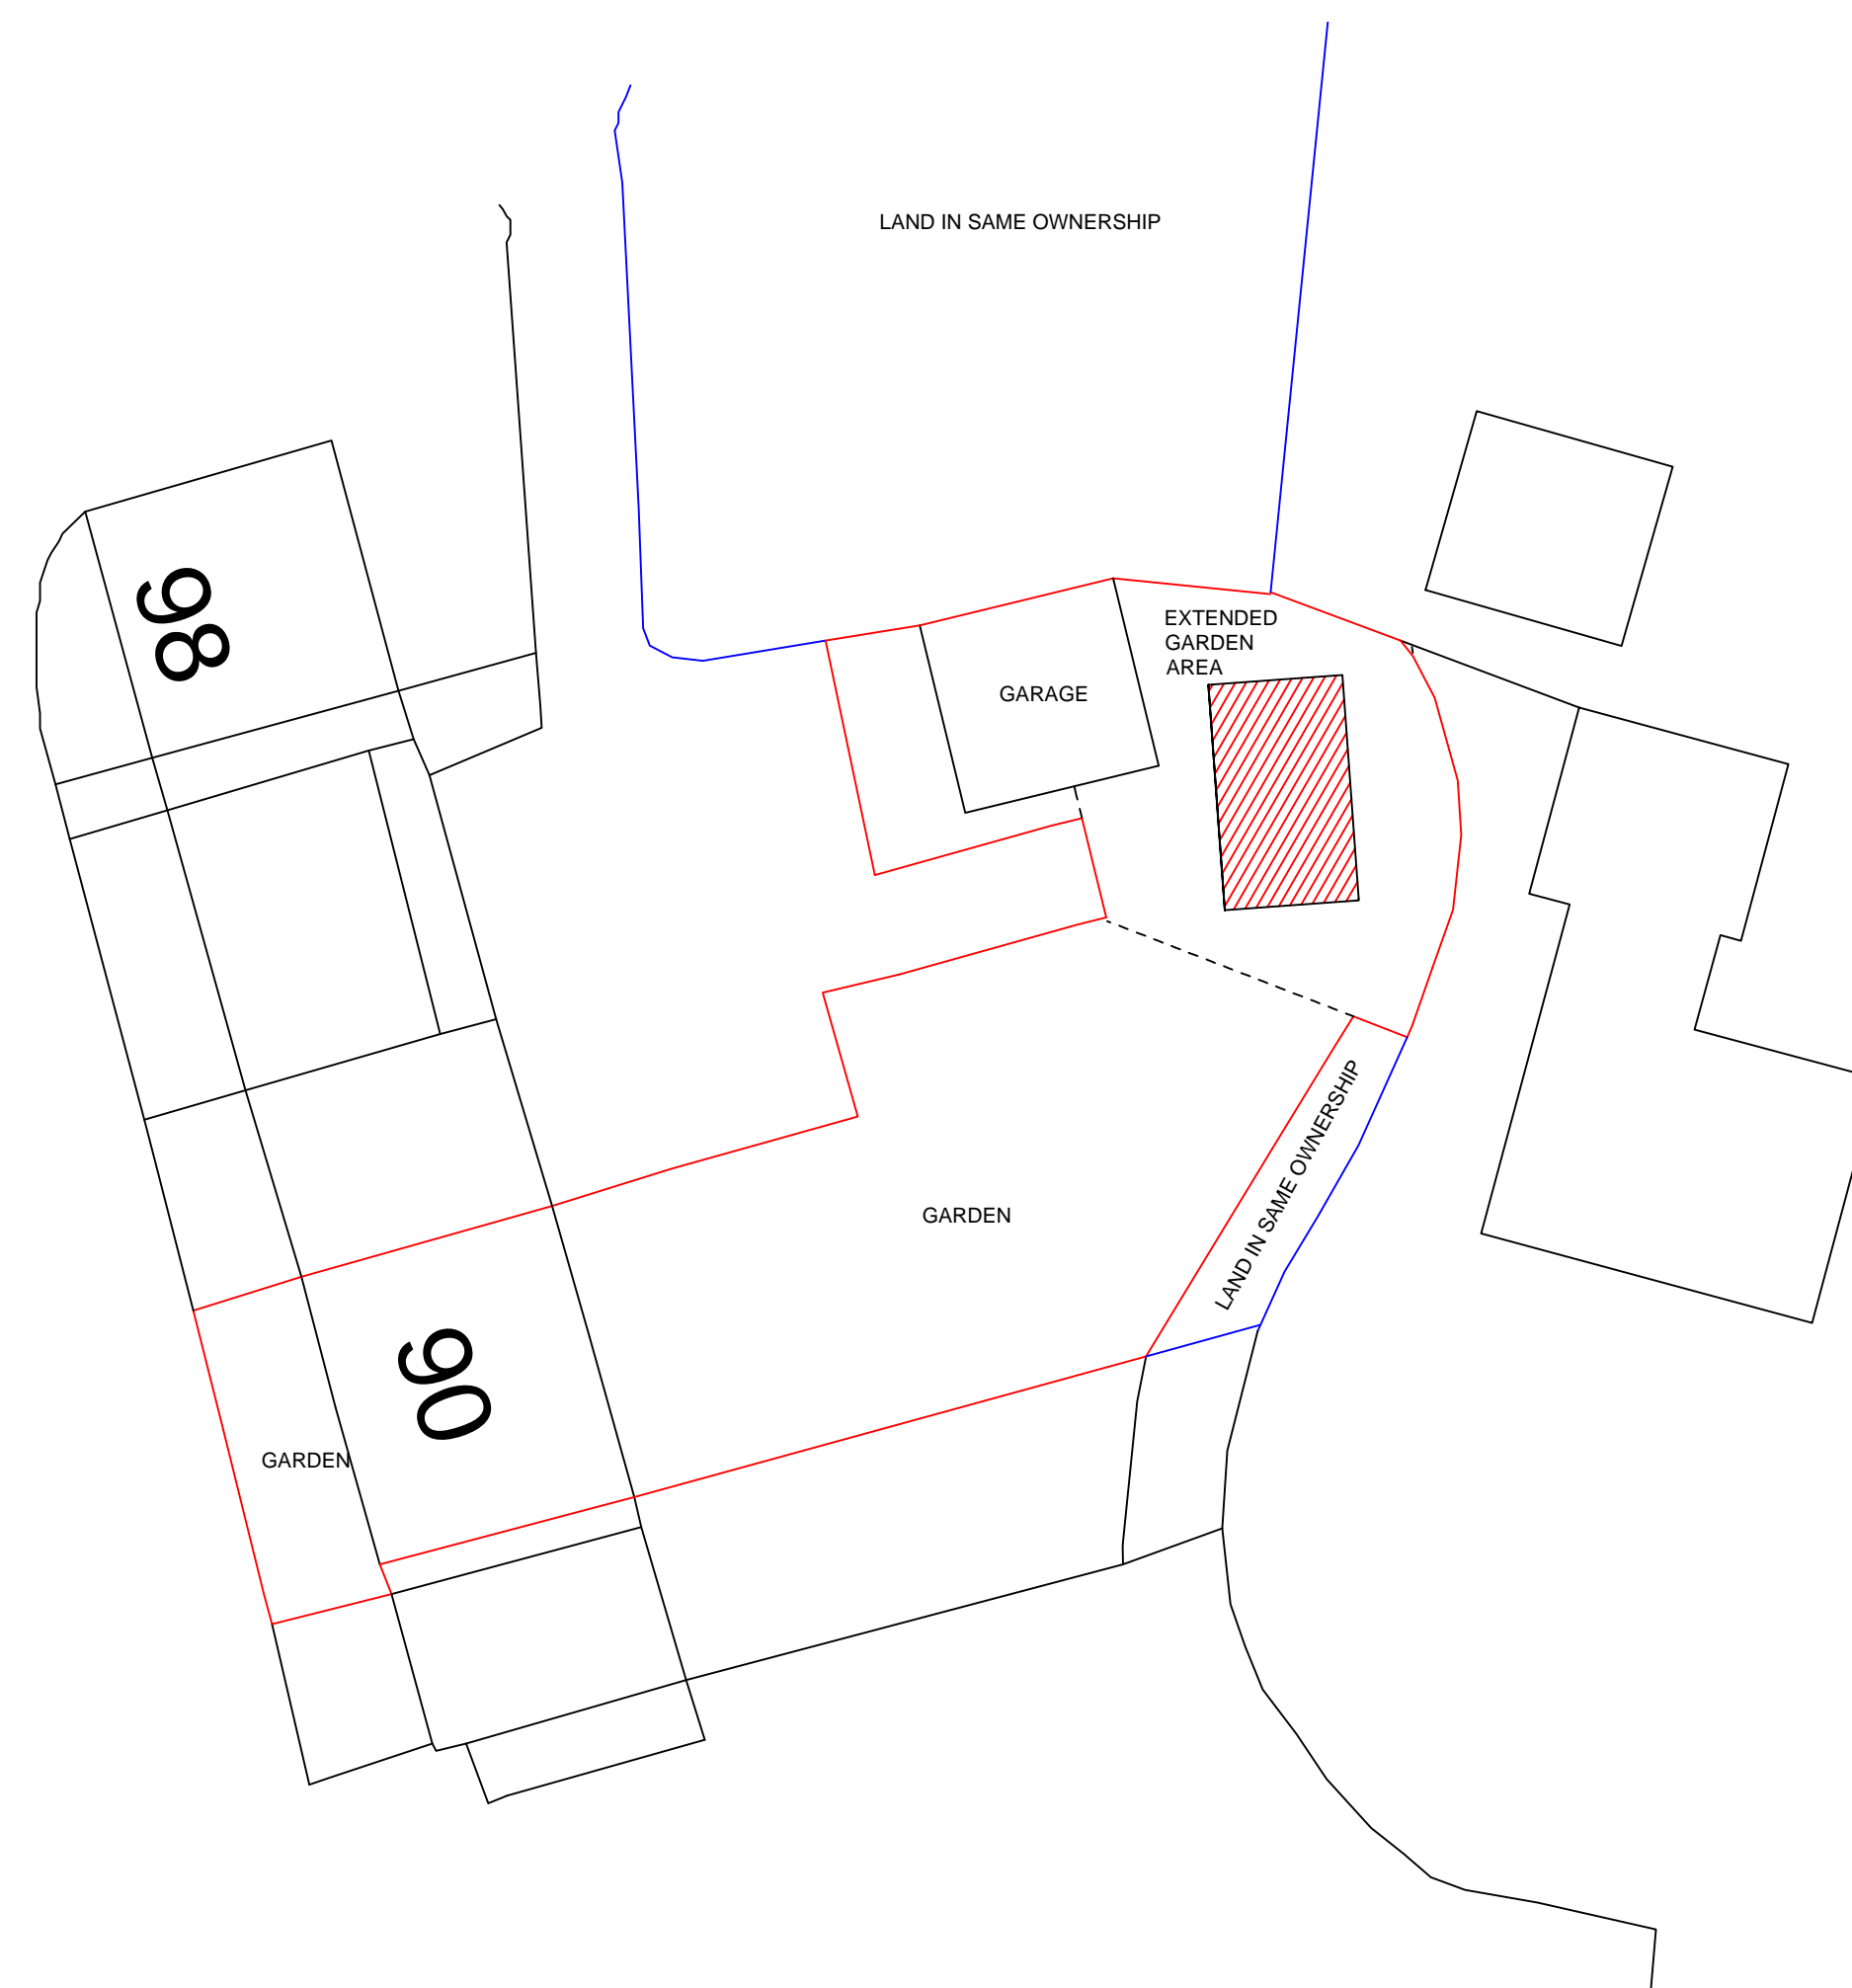 LAND IN SAME OWNERSHIP
98
EXTENDED
GARDEN
AREA
GARAGE
LAND IN SAME OWNERSHIP
GARDEN
90
GARDEN